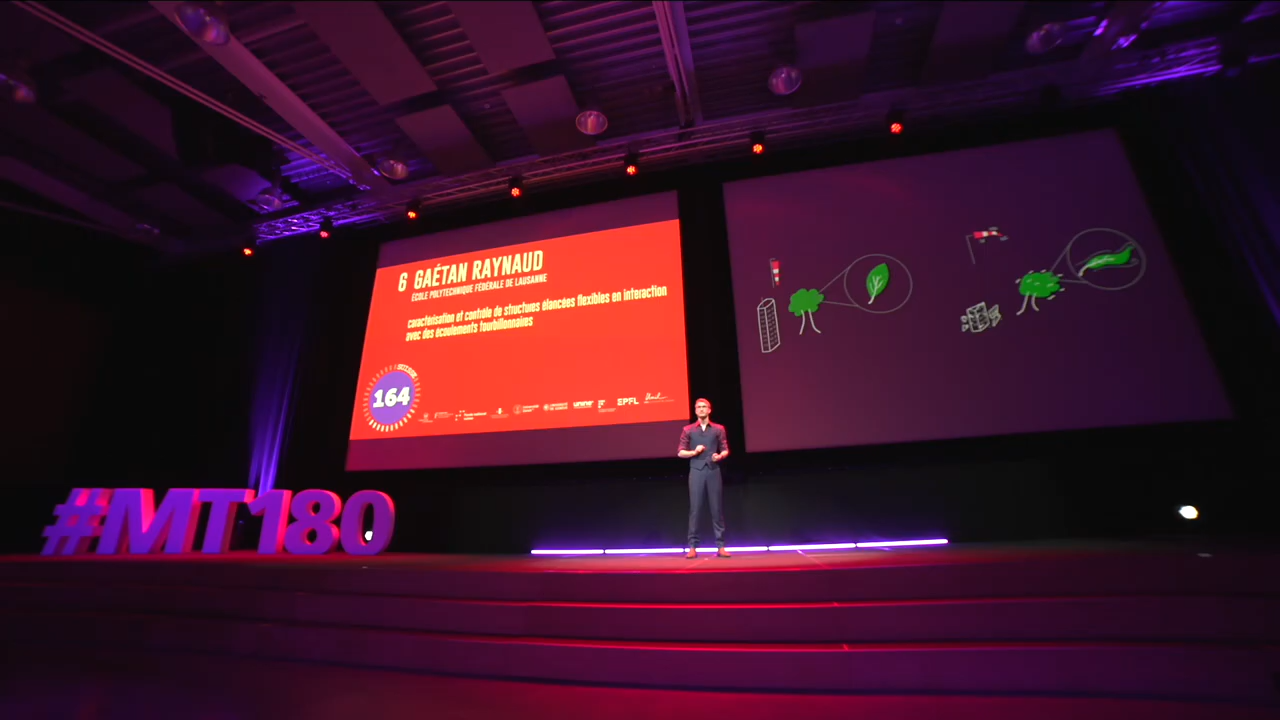 6 GAÉTAN RAYNAUD
ÉCOLE POLYTECHNIQUE FÉDÉRALE DE LAUSANNE
caractérisation et contrôle de structures élancées flexibles en interaction
avec des écoulements tourbillonnaires
164
EPFL
#MT180